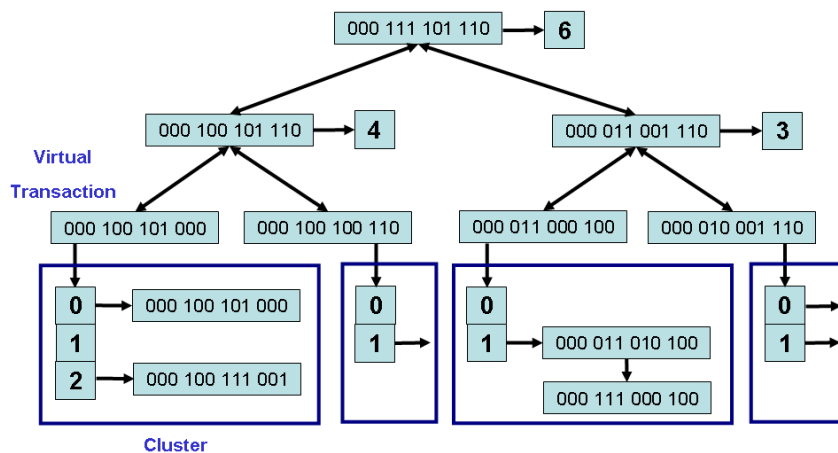 000 111 101 110 6
000 100 101 110 4 000 011 001 110 3
Virtual
Transaction
000 100 101 000 000 100 100 110 000 011 000 100 000 010 001 110
0 000 100 101 000 0 0 0
1 1 1 000 011 010 100 1
2 000 100 111 001 000 111 000 100
Cluster